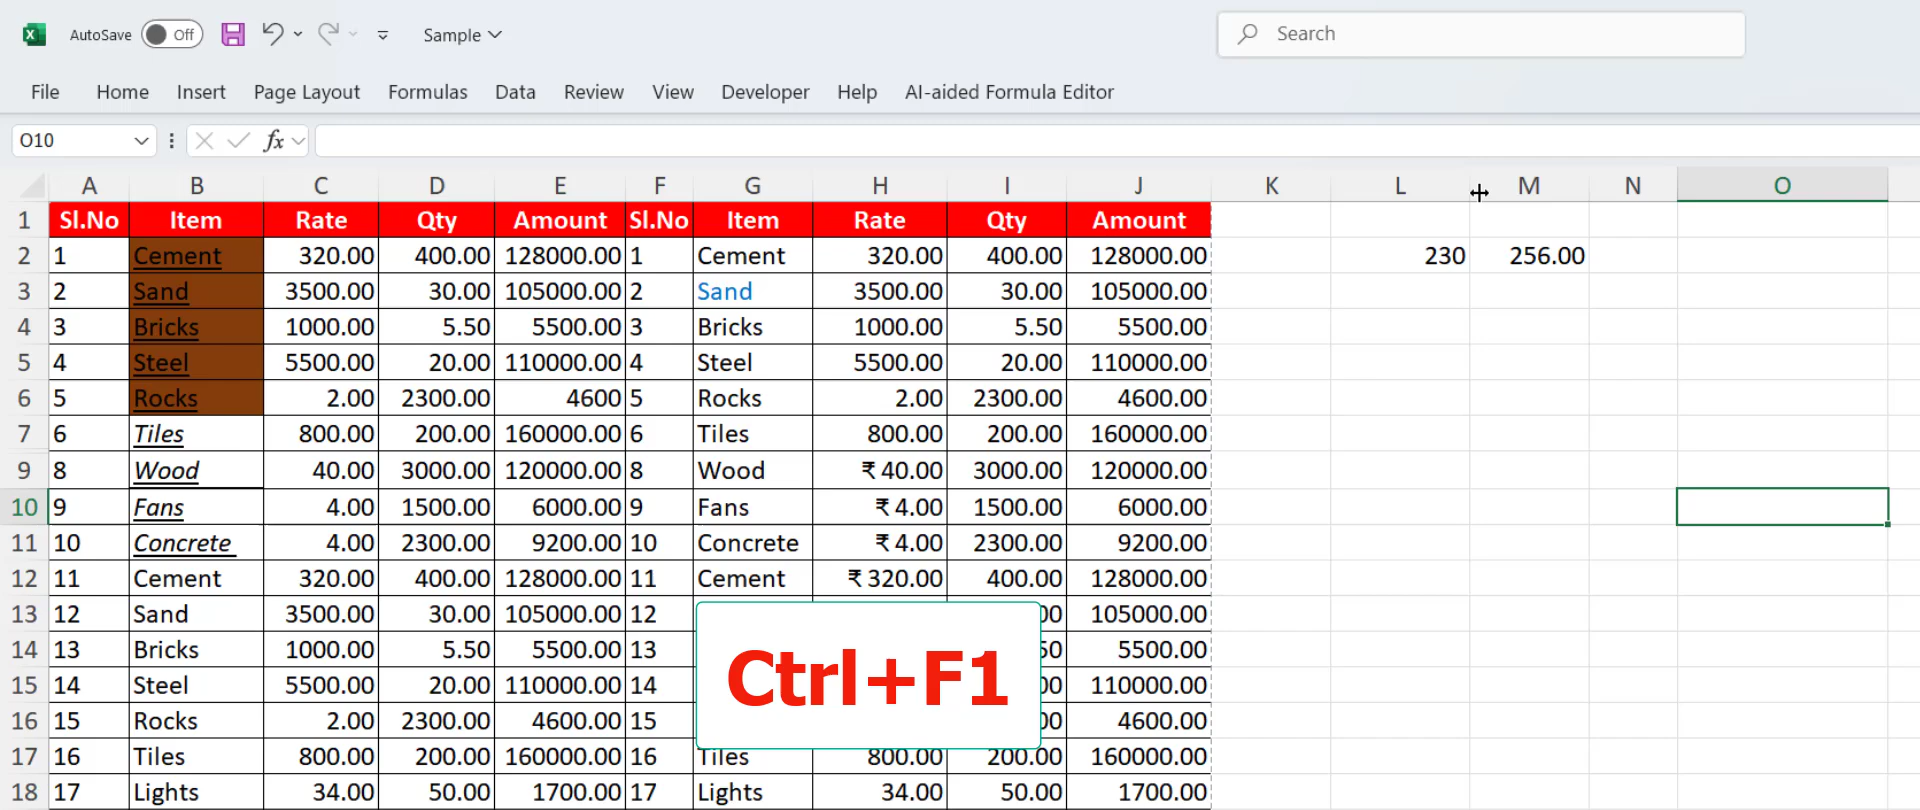 AutoSave Off Sample Search
File Home Insert Page Layout Formulas Data Review View Developer Help AI-aided Formula Editor
O10 fx
A B C D E F G H I J K L M N O
1 Sl.No Item Rate Qty Amount Sl.No Item Rate Qty Amount
2 1 Cement 320.00 400.00 128000.00 1 Cement 320.00 400.00 128000.00 230 256.00
3 2 Sand 3500.00 30.00 105000.00 2 Sand 3500.00 30.00 105000.00
4 3 Bricks 1000.00 5.50 5500.00 3 Bricks 1000.00 5.50 5500.00
5 4 Steel 5500.00 20.00 110000.00 4 Steel 5500.00 20.00 110000.00
6 5 Rocks 2.00 2300.00 4600 5 Rocks 2.00 2300.00 4600.00
7 6 Tiles 800.00 200.00 160000.00 6 Tiles 800.00 200.00 160000.00
9 8 Wood 40.00 3000.00 120000.00 8 Wood ₹ 40.00 3000.00 120000.00
10 9 Fans 4.00 1500.00 6000.00 9 Fans ₹ 4.00 1500.00 6000.00
11 10 Concrete 4.00 2300.00 9200.00 10 Concrete ₹ 4.00 2300.00 9200.00
12 11 Cement 320.00 400.00 128000.00 11 Cement ₹ 320.00 400.00 128000.00
13 12 Sand 3500.00 30.00 105000.00 12 105000.00
14 13 Bricks 1000.00 5.50 5500.00 13 5500.00
Ctrl+F1
15 14 Steel 5500.00 20.00 110000.00 14 110000.00
16 15 Rocks 2.00 2300.00 4600.00 15 4600.00
17 16 Tiles 800.00 200.00 160000.00 16 Tiles 800.00 200.00 160000.00
18 17 Lights 34.00 50.00 1700.00 17 Lights 34.00 50.00 1700.00